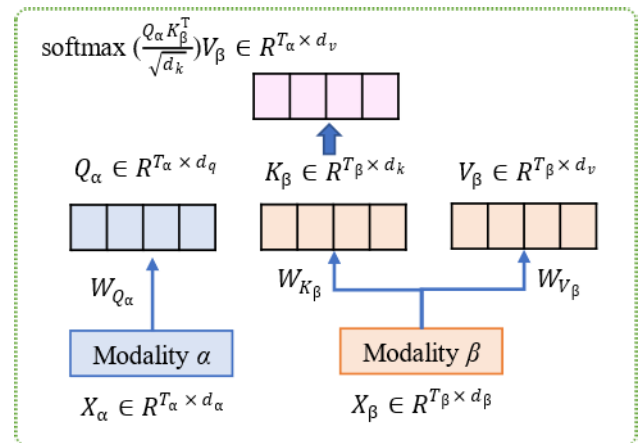 softmax (Q_α K_β^T / √d_k)V_β ∈ R^{T_α × d_v}
Q_α ∈ R^{T_α × d_q} K_β ∈ R^{T_β × d_k} V_β ∈ R^{T_β × d_v}
W_{Q_α} W_{K_β} W_{V_β}
Modality α Modality β
X_α ∈ R^{T_α × d_α} X_β ∈ R^{T_β × d_β}